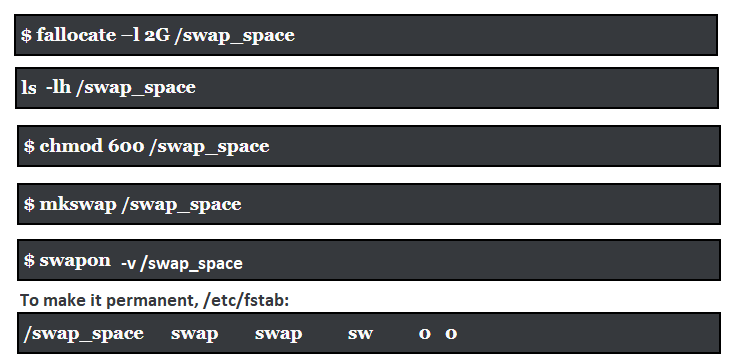 $ fallocate –l 2G /swap_space
ls -lh /swap_space
$ chmod 600 /swap_space
$ mkswap /swap_space
$ swapon -v /swap_space
To make it permanent, /etc/fstab:
/swap_space swap swap sw 0 0